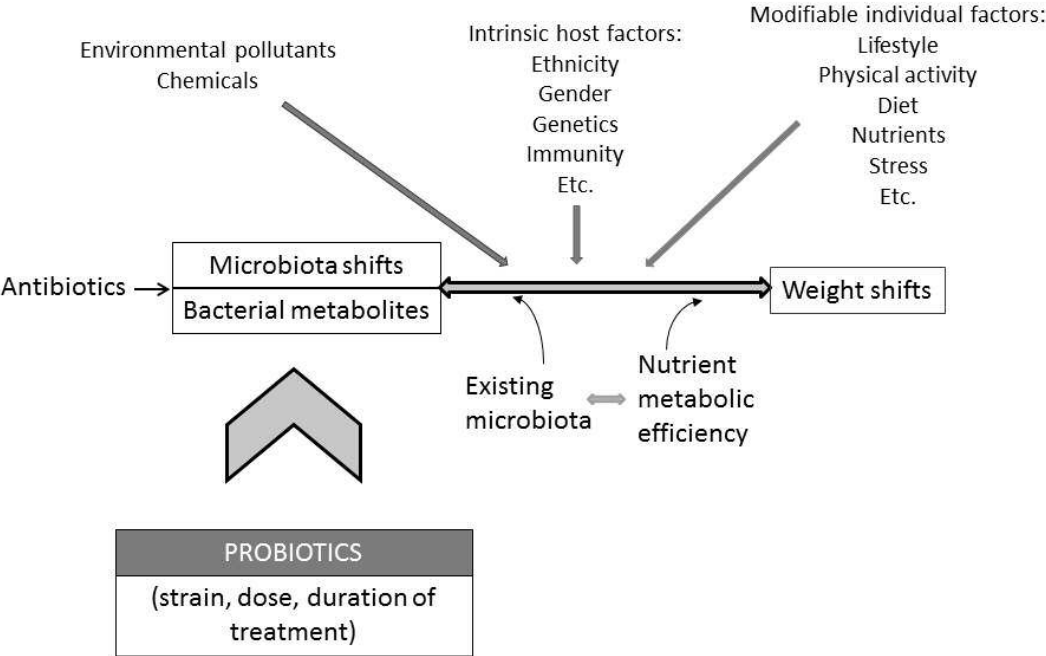 Environmental pollutants
Chemicals
Intrinsic host factors:
Ethnicity
Gender
Genetics
Immunity
Etc.
Modifiable individual factors:
Lifestyle
Physical activity
Diet
Nutrients
Stress
Etc.
Antibiotics
Microbiota shifts
Bacterial metabolites
Weight shifts
Existing
microbiota
Nutrient
metabolic
efficiency
PROBIOTICS
(strain, dose, duration of
treatment)